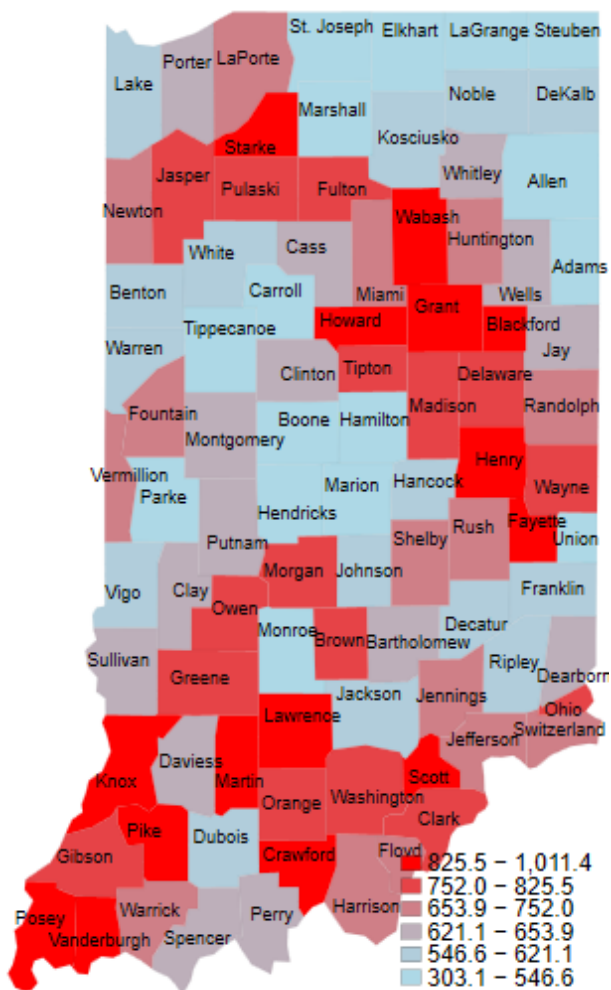 St. Joseph
Elkhart
LaGrange
Steuben
Porter
LaPorte
Lake
Noble
DeKalb
Marshall
Kosciusko
Starke
Whitley
Allen
Jasper
Pulaski
Fulton
Newton
Wabash
Huntington
White
Cass
Adams
Benton
Carroll
Miami
Wells
Grant
Tippecanoe
Howard
Blackford
Warren
Jay
Clinton
Tipton
Delaware
Fountain
Boone
Hamilton
Madison
Randolph
Montgomery
Henry
Vermillion
Parke
Marion
Hancock
Wayne
Hendricks
Fayette
Putnam
Shelby
Rush
Union
Morgan
Johnson
Vigo
Clay
Franklin
Owen
Monroe
Brown
Bartholomew
Decatur
Sullivan
Ripley
Dearborn
Greene
Jackson
Jennings
Lawrence
Ohio
Switzerland
Jefferson
Daviess
Knox
Martin
Scott
Washington
Orange
Clark
Pike
Dubois
Gibson
Crawford
Floyd
Posey
Warrick
Harrison
Perry
Vanderburgh
Spencer
825.5 − 1,011.4
752.0 − 825.5
653.9 − 752.0
621.1 − 653.9
546.6 − 621.1
303.1 − 546.6